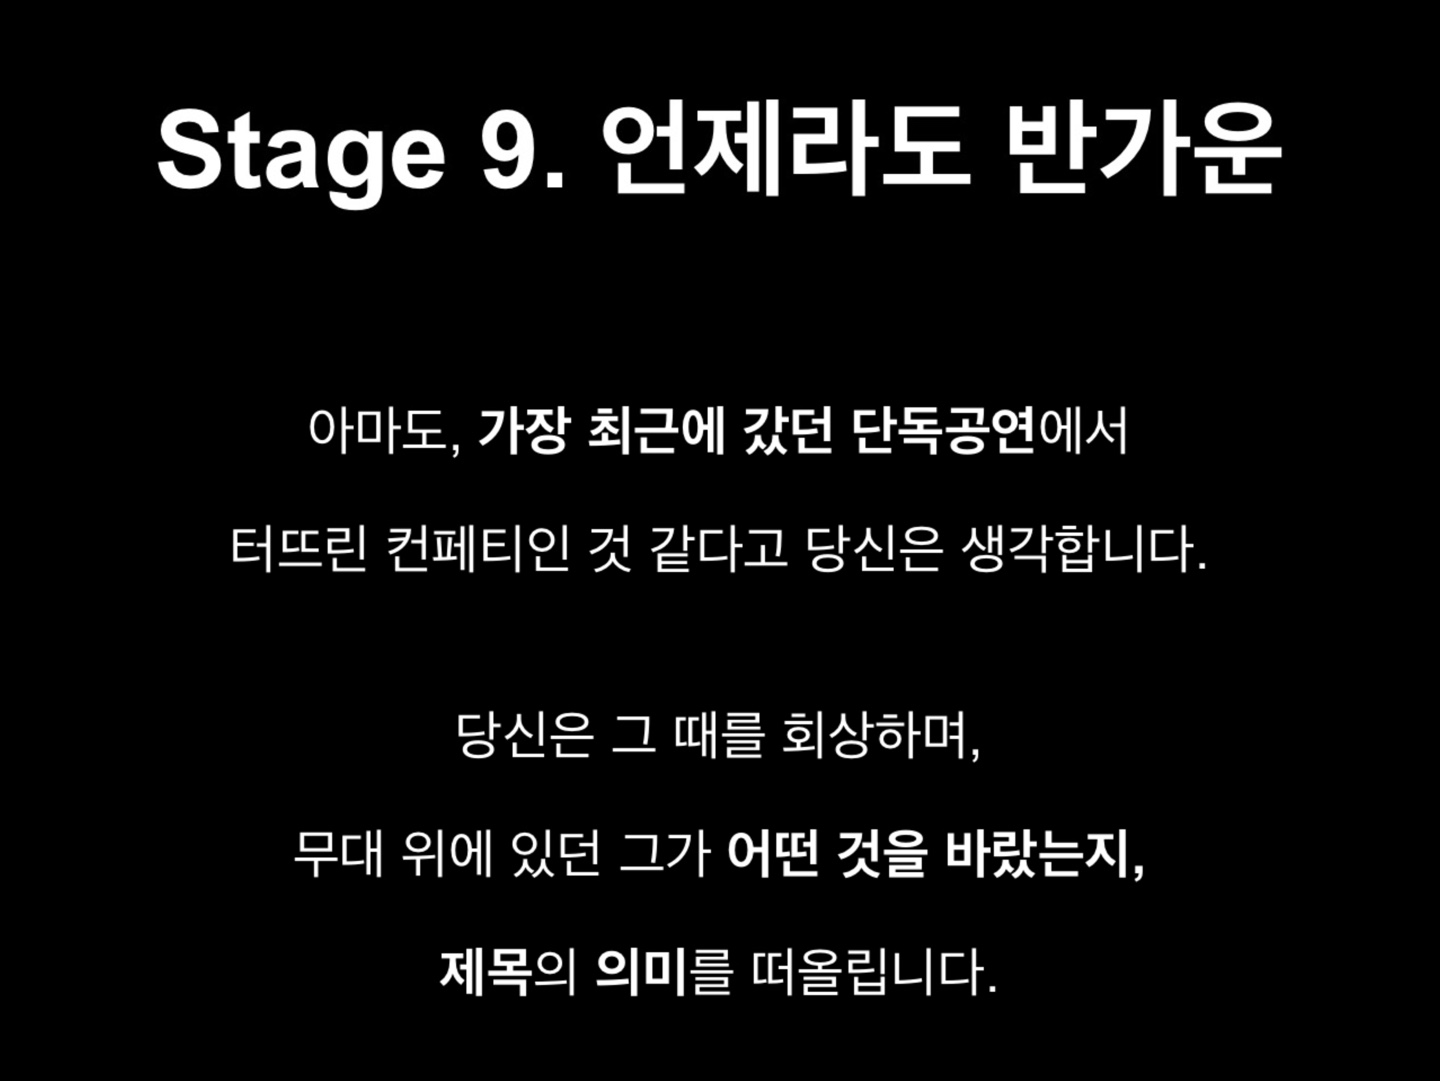 Stage 9. 언제라도 반가운
아마도, 가장 최근에 갔던 단독공연에서
터뜨린 컨페티인 것 같다고 당신은 생각합니다.
당신은 그 때를 회상하며,
무대 위에 있던 그가 어떤 것을 바랐는지,
제목의 의미를 떠올립니다.